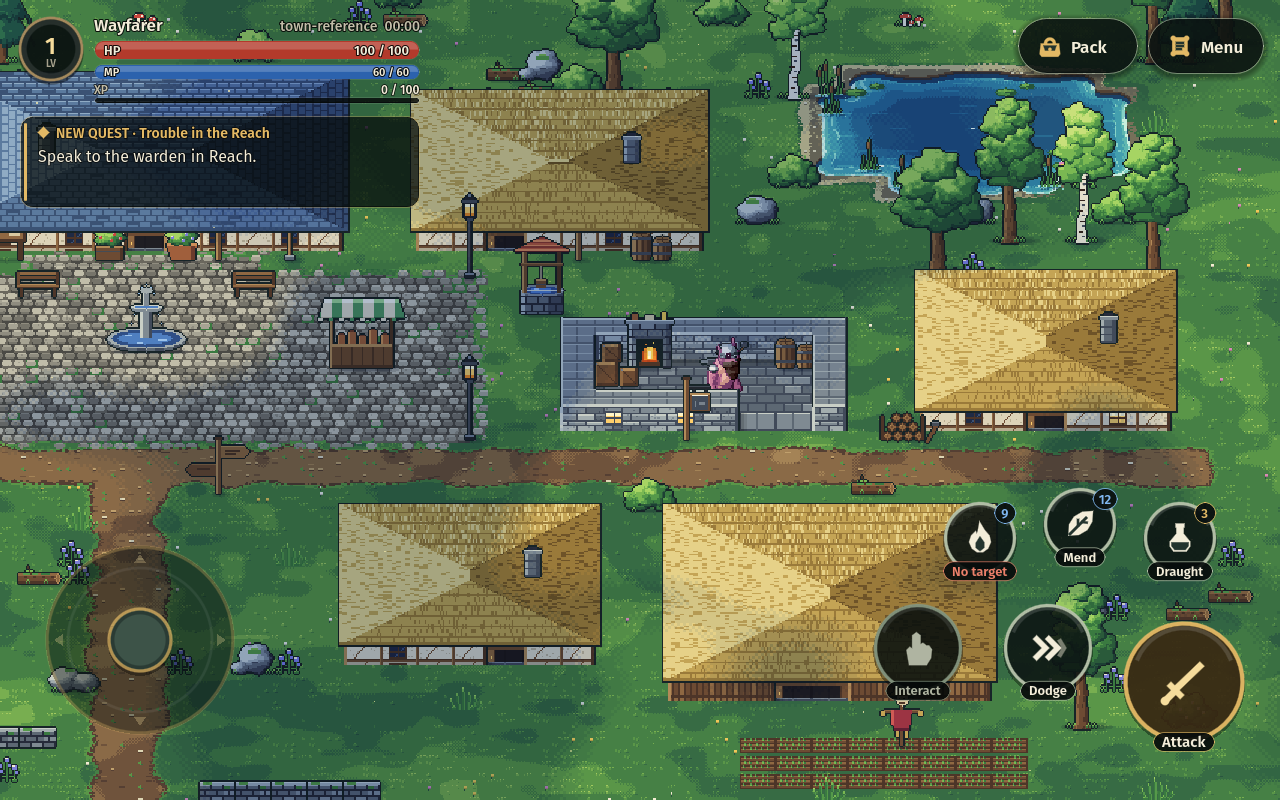 Wayfarer
town-reference 00:00
1
LV
HP 100 / 100
MP 60 / 60
XP 0 / 100
Pack
Menu
◆ NEW QUEST · Trouble in the Reach
Speak to the warden in Reach.
9
No target
12
Mend
3
Draught
Interact
Dodge
Attack